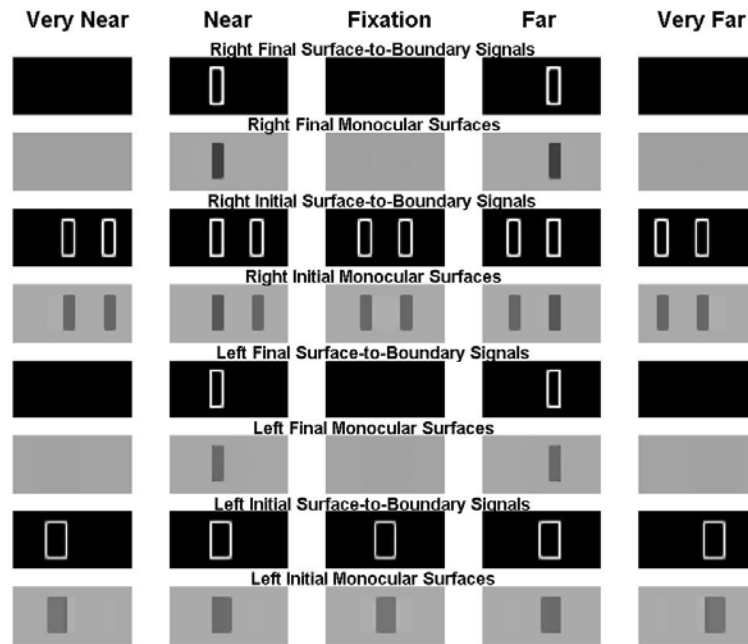 Very Near Near Fixation Far Very Far
Right Final Surface-to-Boundary Signals
Right Final Monocular Surfaces
Right Initial Surface-to-Boundary Signals
Right Initial Monocular Surfaces
Left Final Surface-to-Boundary Signals
Left Final Monocular Surfaces
Left Initial Surface-to-Boundary Signals
Left Initial Monocular Surfaces